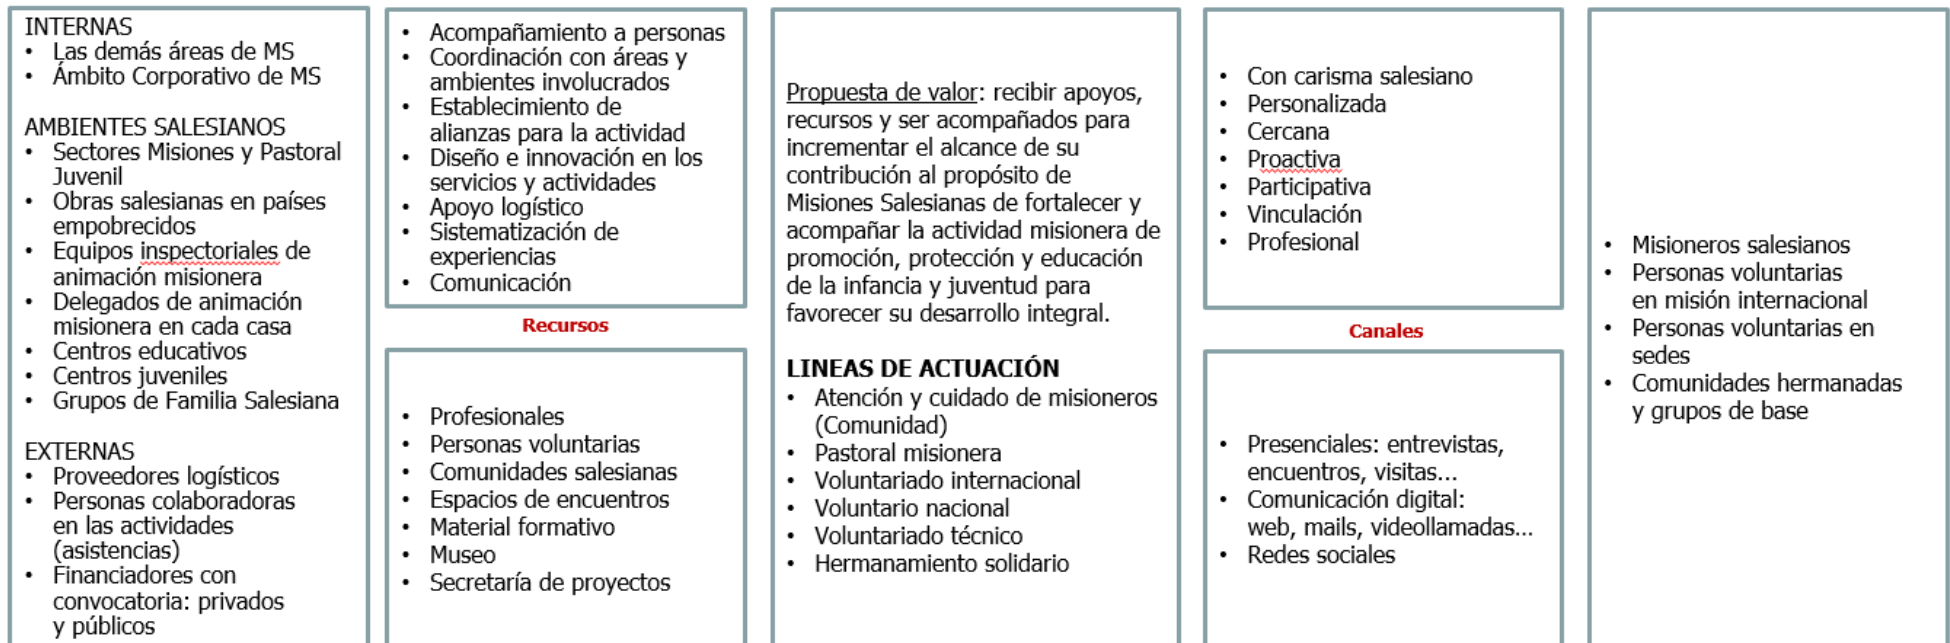 INTERNAS
• Las demás áreas de MS
• Ámbito Corporativo de MS
AMBIENTES SALESIANOS
• Sectores Misiones y Pastoral
Juvenil
• Obras salesianas en países
empobrecidos
• Equipos inspectoriales de
animación misionera
• Delegados de animación
misionera en cada casa
• Centros educativos
• Centros juveniles
• Grupos de Familia Salesiana
EXTERNAS
• Proveedores logísticos
• Personas colaboradoras
en las actividades
(asistencias)
• Financiadores con
convocatoria: privados
y públicos
• Acompañamiento a personas
• Coordinación con áreas y
ambientes involucrados
• Establecimiento de
alianzas para la actividad
• Diseño e innovación en los
servicios y actividades
• Apoyo logístico
• Sistematización de
experiencias
• Comunicación
Recursos
• Profesionales
• Personas voluntarias
• Comunidades salesianas
• Espacios de encuentros
• Material formativo
• Museo
• Secretaría de proyectos
Propuesta de valor: recibir apoyos,
recursos y ser acompañados para
incrementar el alcance de su
contribución al propósito de
Misiones Salesianas de fortalecer y
acompañar la actividad misionera de
promoción, protección y educación
de la infancia y juventud para
favorecer su desarrollo integral.
LINEAS DE ACTUACIÓN
• Atención y cuidado de misioneros
(Comunidad)
• Pastoral misionera
• Voluntariado internacional
• Voluntario nacional
• Voluntariado técnico
• Hermanamiento solidario
• Con carisma salesiano
• Personalizada
• Cercana
• Proactiva
• Participativa
• Vinculación
• Profesional
Canales
• Presenciales: entrevistas,
encuentros, visitas...
• Comunicación digital:
web, mails, videollamadas...
• Redes sociales
• Misioneros salesianos
• Personas voluntarias
en misión internacional
• Personas voluntarias en
sedes
• Comunidades hermanadas
y grupos de base